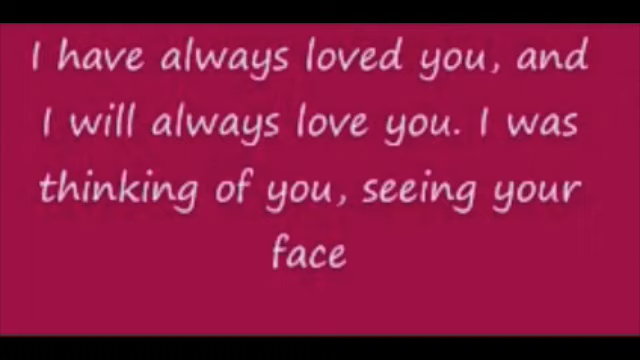 I have always loved you, and
I will always love you. I was
thinking of you, seeing your
face